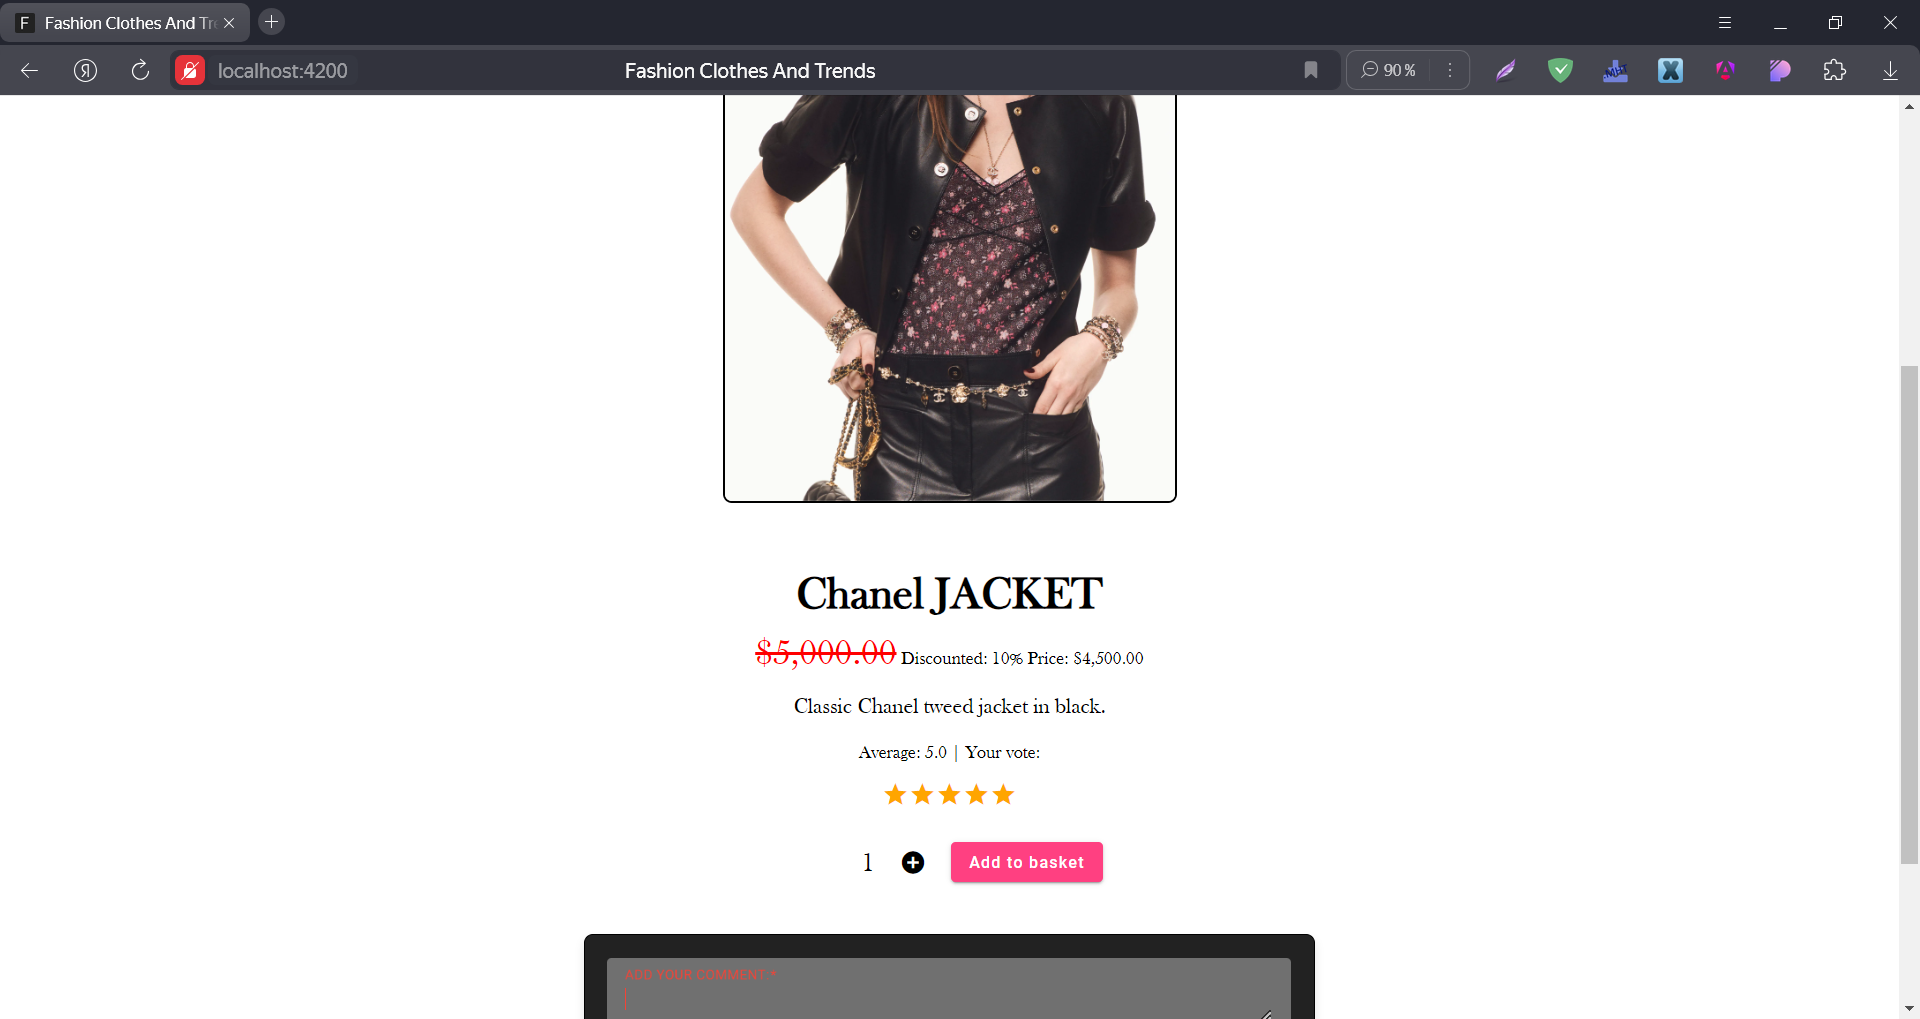 F Fashion Clothes And Tr
Я localhost:4200 Fashion Clothes And Trends 90 %
Chanel JACKET
$5,000.00 Discounted: 10% Price: $4,500.00
Classic Chanel tweed jacket in black.
Average: 5.0 | Your vote:
1 Add to basket
ADD YOUR COMMENT *